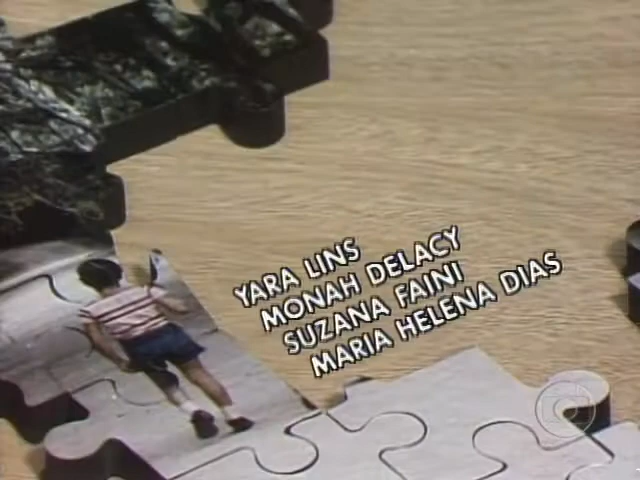 YARA LINS
MONAH DELACY
SUZANA FAINI
MARIA HELENA DIAS